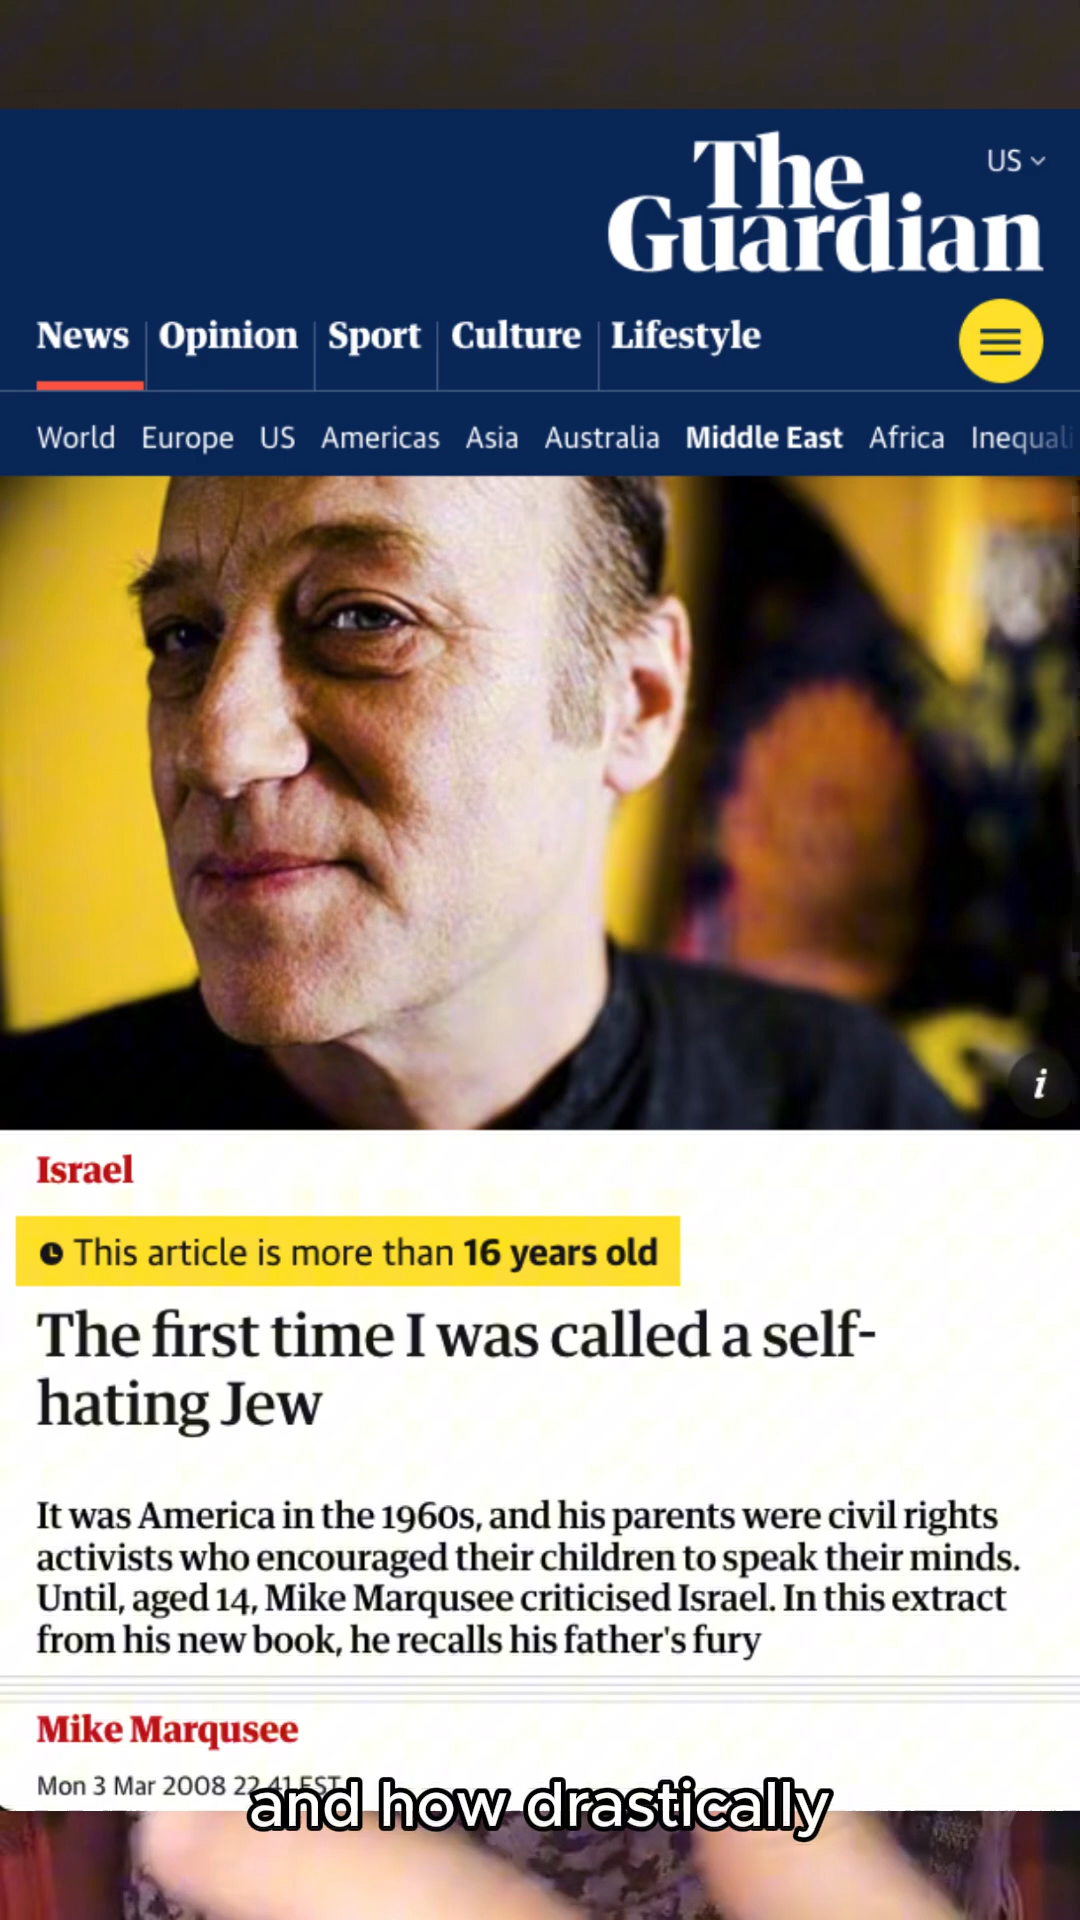 The
Guardian
US
News Opinion Sport Culture Lifestyle
World Europe US Americas Asia Australia Middle East Africa Inequali
i
Israel
This article is more than 16 years old
The first time I was called a self-
hating Jew
It was America in the 1960s, and his parents were civil rights
activists who encouraged their children to speak their minds.
Until, aged 14, Mike Marqusee criticised Israel. In this extract
from his new book, he recalls his father's fury
Mike Marqusee
Mon 3 Mar 2008 22.41 EST
and how drastically